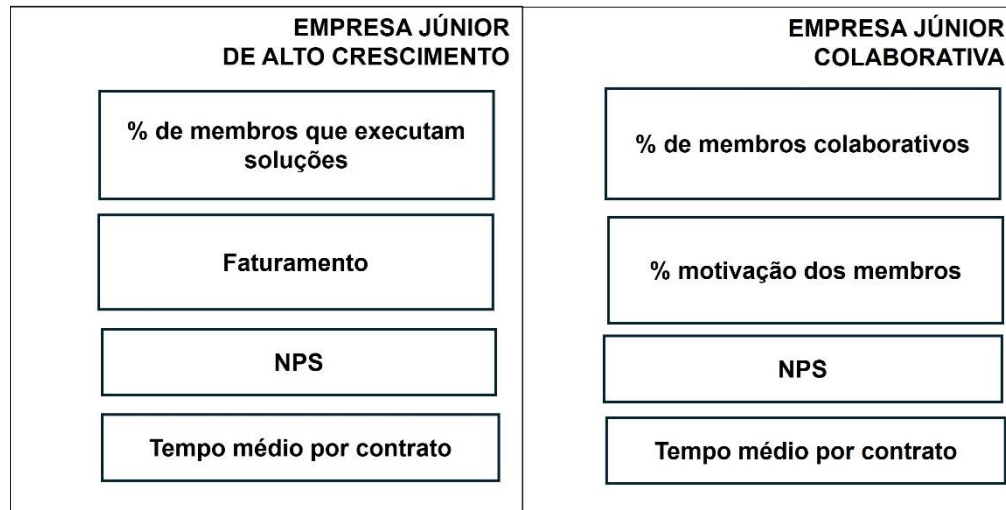 EMPRESA JÚNIOR
DE ALTO CRESCIMENTO
% de membros que executam
soluções
Faturamento
NPS
Tempo médio por contrato
EMPRESA JÚNIOR
COLABORATIVA
% de membros colaborativos
% motivação dos membros
NPS
Tempo médio por contrato